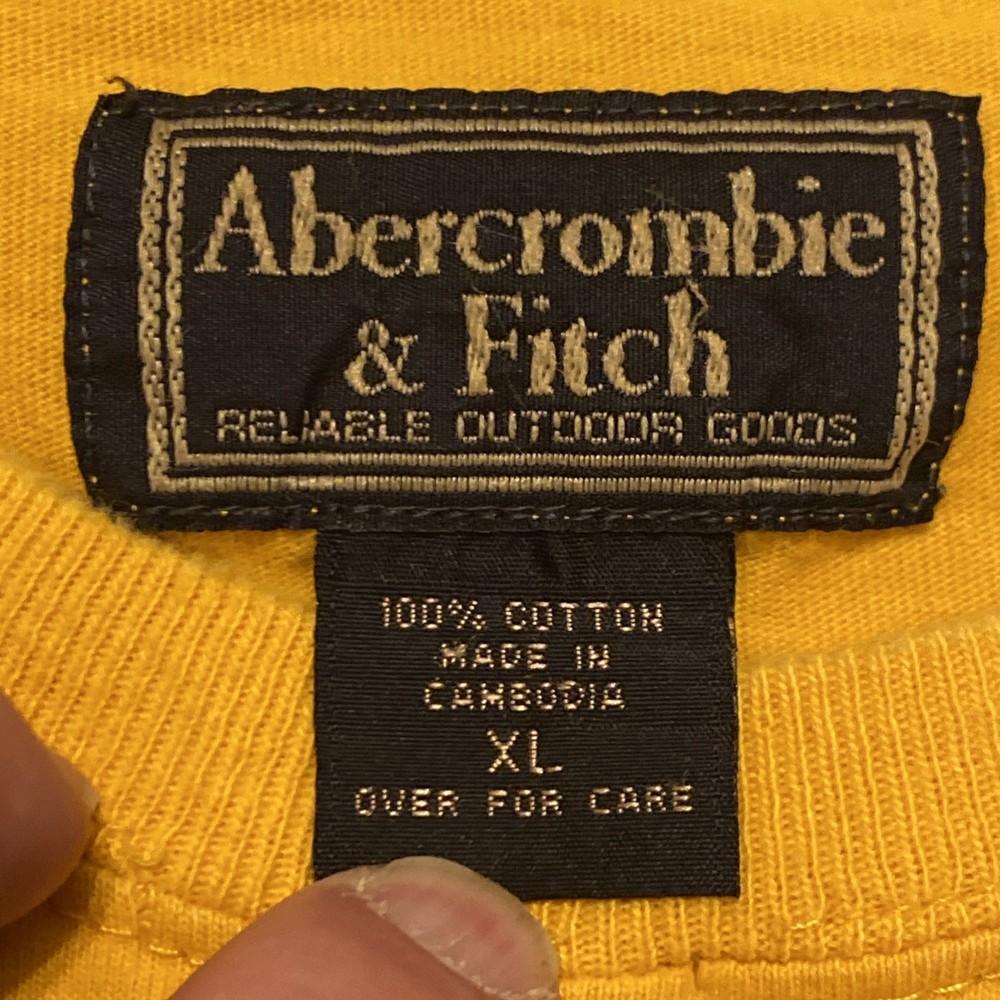 Abercrombie
& Fitch
RELIABLE OUTDOOR GOODS
100% COTTON
MADE IN
CAMBODIA
XL
OVER FOR CARE